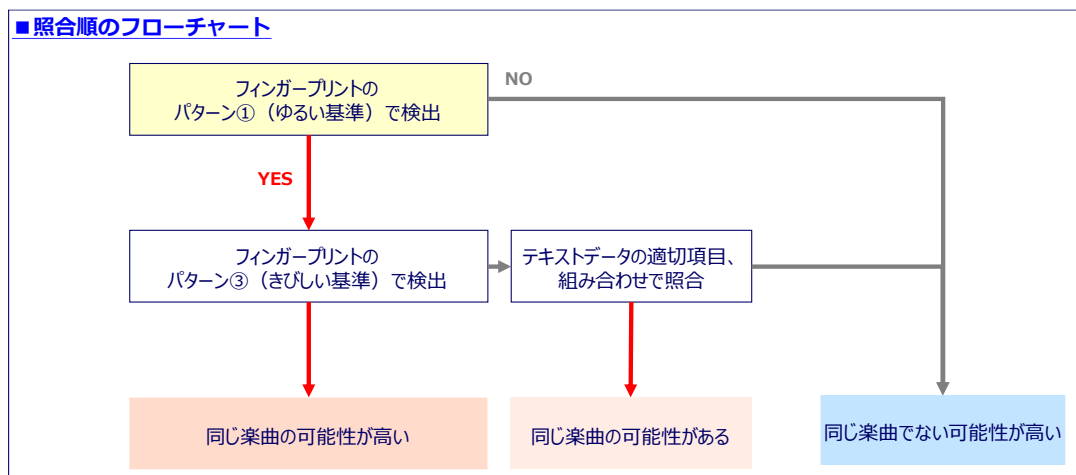 ■照合順のフローチャート
フィンガープリントの
パターン①（ゆるい基準）で検出
NO
YES
フィンガープリントの
パターン③（きびしい基準）で検出
テキストデータの適切項目、
組み合わせで照合
同じ楽曲の可能性が高い
同じ楽曲の可能性がある
同じ楽曲でない可能性が高い